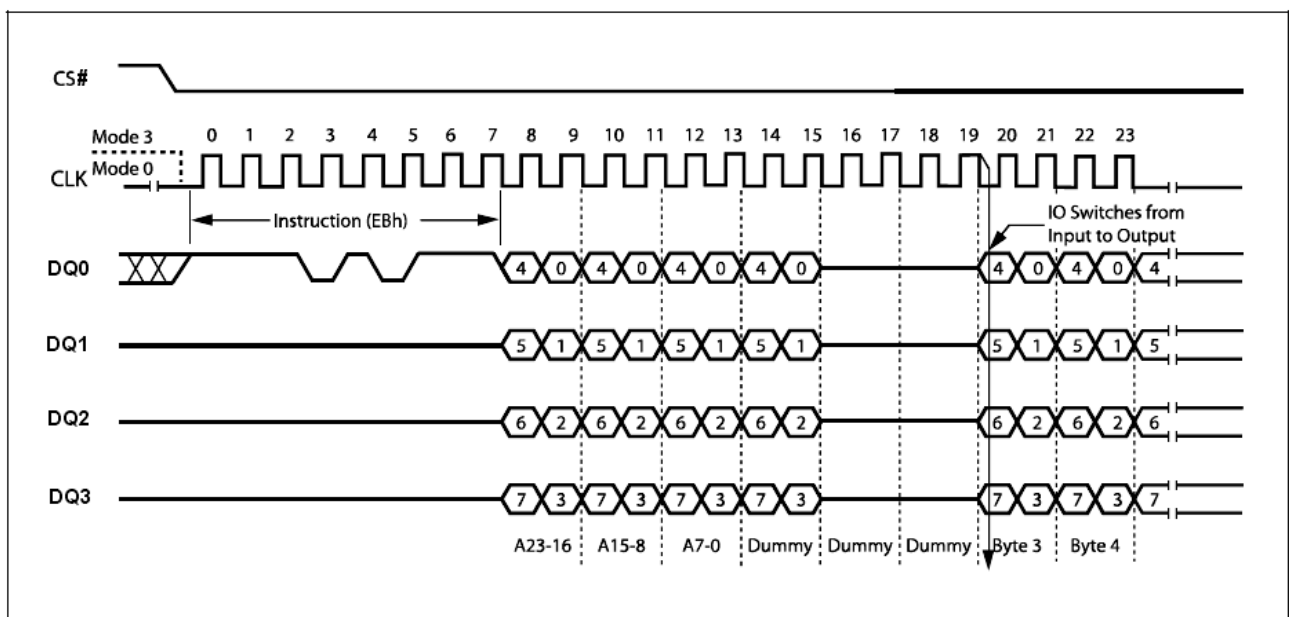 CS#
Mode 3
0 1 2 3 4 5 6 7 8 9 10 11 12 13 14 15 16 17 18 19 20 21 22 23
CLK Mode 0
Instruction (EBh)
IO Switches from
Input to Output
DQ0 4 0 4 0 4 0 4 0 4 0 4 0 4
DQ1 5 1 5 1 5 1 5 1 5 1 5 1 5
DQ2 6 2 6 2 6 2 6 2 6 2 6 2 6
DQ3 7 3 7 3 7 3 7 3 7 3 7 3 7
A23-16 A15-8 A7-0 Dummy Dummy Dummy Byte 3 Byte 4